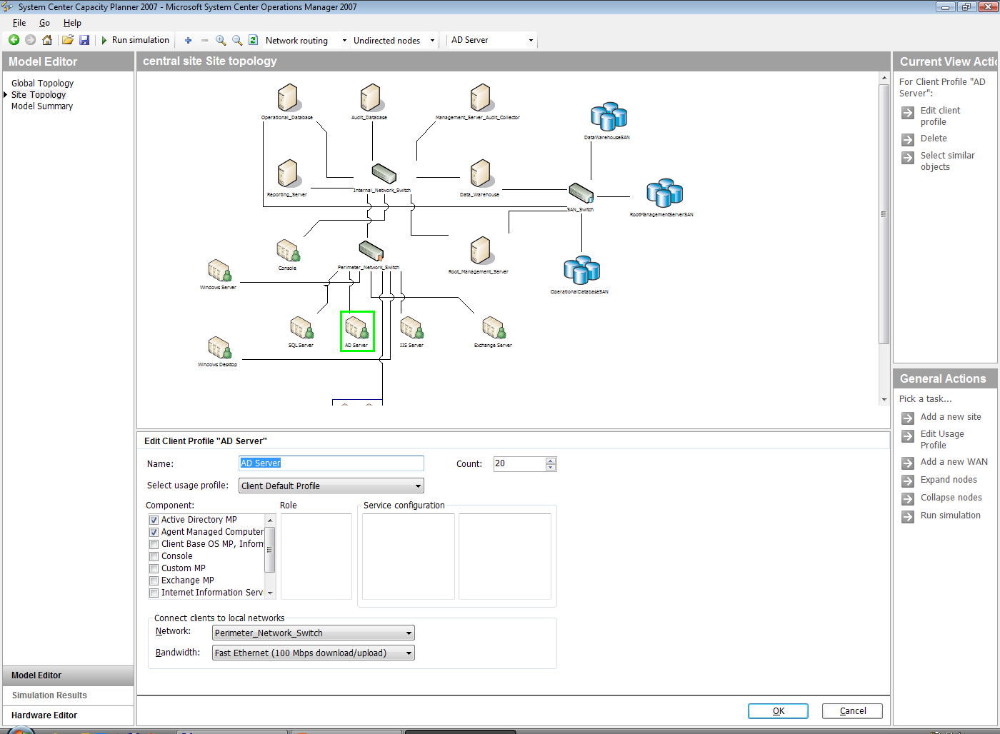 System Center Capacity Planner 2007 - Microsoft System Center Operations Manager 2007
File Go Help
Run simulation Network routing Undirected nodes AD Server
Model Editor
Global Topology
Site Topology
Model Summary
central site Site topology
Operational_Database Audit_Database Management_Server_Audit_Collector
DataWarehouseSAN
Reporting_Server Internal_Network_Switch Data_Warehouse
SAN_Switch RootManagementServerSAN
Console Perimeter_Network_Switch Root_Management_Server
Windows Server OperationalDatabaseSAN
SQL Server AD Server IIS Server Exchange Server
Windows Desktop
Edit Client Profile "AD Server"
Name: AD Server Count: 20
Select usage profile: Client Default Profile
Component: Role Service configuration
Active Directory MP
Agent Managed Computer
Client Base OS MP, Inform
Console
Custom MP
Exchange MP
Internet Information Serv
Connect clients to local networks
Network: Perimeter_Network_Switch
Bandwidth: Fast Ethernet (100 Mbps download/upload)
OK Cancel
Current View Actio
For Client Profile "AD
Server":
Edit client
profile
Delete
Select similar
objects
General Actions
Pick a task...
Add a new site
Edit Usage
Profile
Add a new WAN
Expand nodes
Collapse nodes
Run simulation
Model Editor
Simulation Results
Hardware Editor